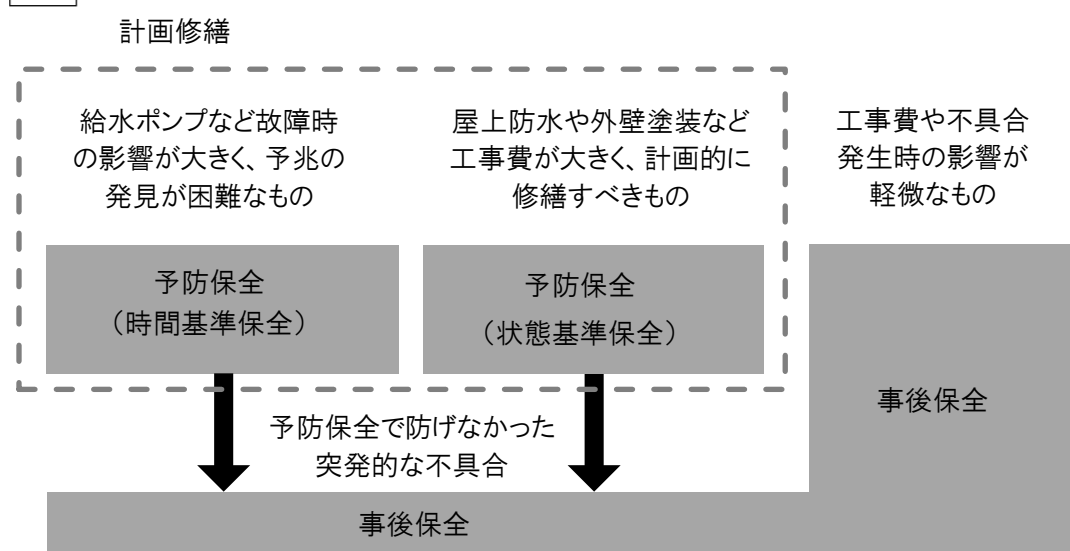 計画修繕
給水ポンプなど故障時
の影響が大きく、予兆の
発見が困難なもの
屋上防水や外壁塗装など
工事費が大きく、計画的に
修繕すべきもの
工事費や不具合
発生時の影響が
軽微なもの
予防保全
（時間基準保全）
予防保全
（状態基準保全）
事後保全
予防保全で防げなかった
突発的な不具合
事後保全